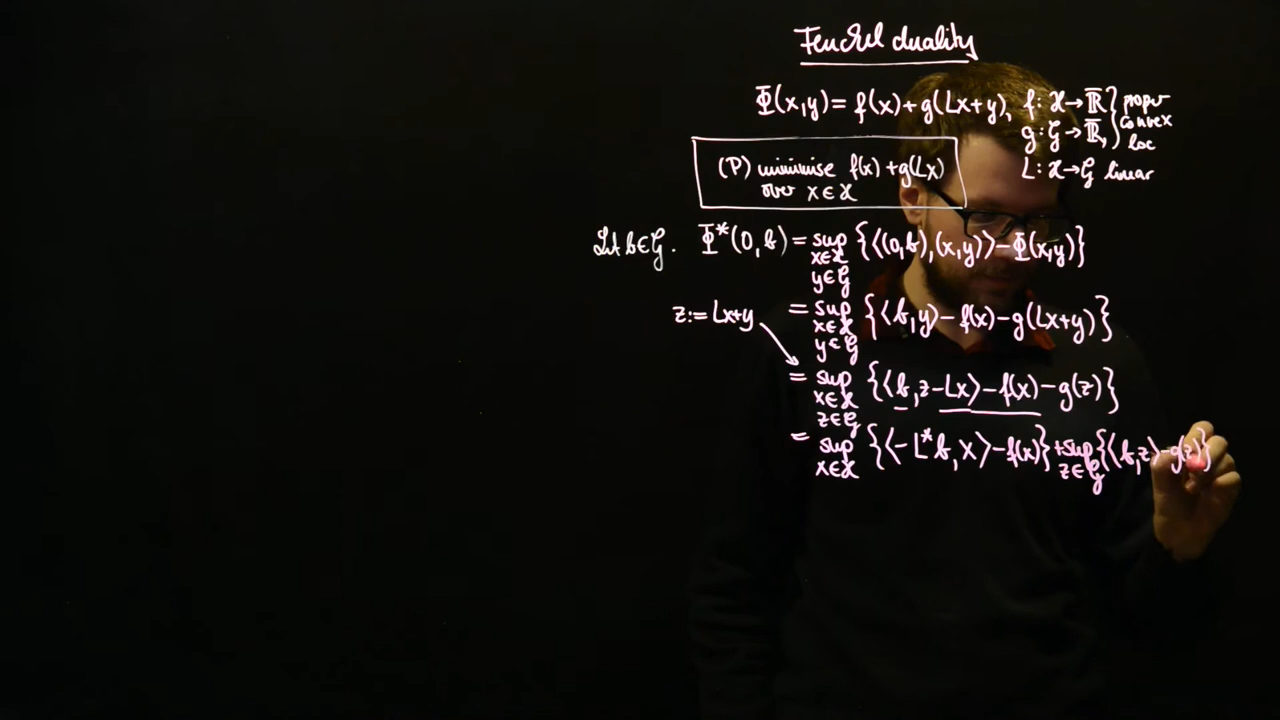 Fenchel duality
Φ(x,y) = f(x) + g(Lx+y), f: 𝓗→ℝ̄ } proper
g: 𝓖→ℝ̄, } convex
lsc
(P) minimise f(x) + g(Lx) L: 𝓗→𝓖 linear
over x∈𝓗
Let b∈𝓖. Φ*(0,b) = sup {⟨(0,b),(x,y)⟩ − Φ(x,y)}
x∈𝓗
y∈𝓖
z := Lx+y = sup {⟨b,y⟩ − f(x) − g(Lx+y)}
x∈𝓗
y∈𝓖
= sup {⟨b,z−Lx⟩ − f(x) − g(z)}
x∈𝓗
z∈𝓖
= sup {⟨−L*b,x⟩ − f(x)} + sup {⟨b,z⟩ − g(z)}
x∈𝓗 z∈𝓖